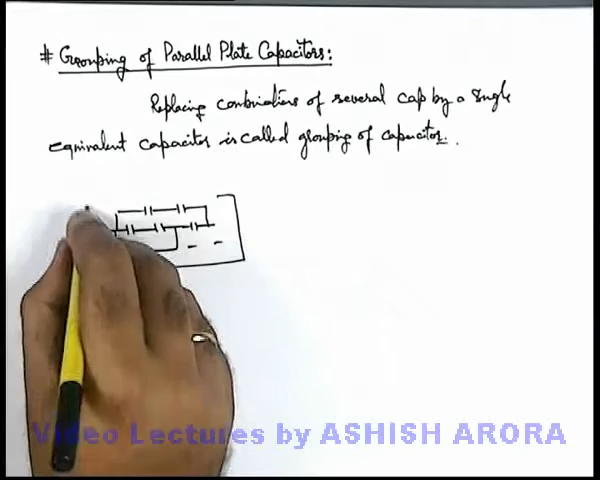 # Grouping of Parallel Plate Capacitors:
Replacing combinations of several cap by a single
equivalent capacitor is called grouping of capacitor.
Video Lectures by ASHISH ARORA